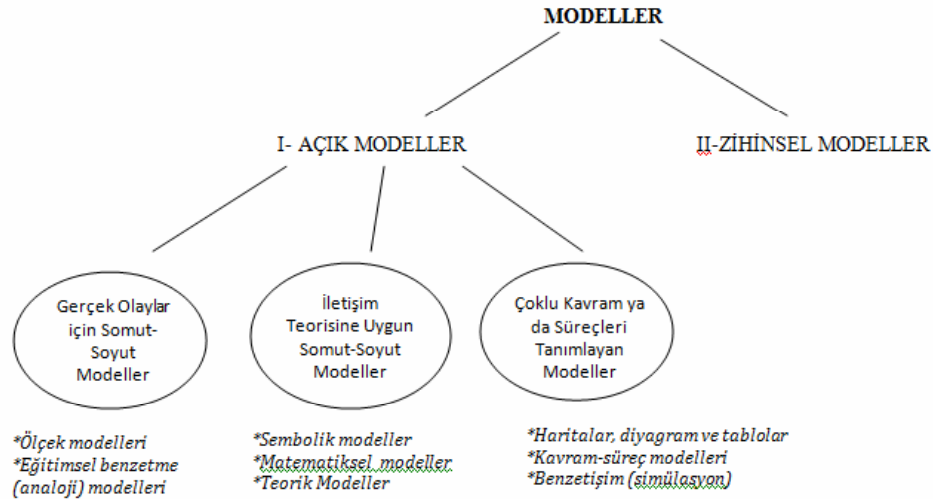 MODELLER
I- AÇIK MODELLER
II-ZİHİNSEL MODELLER
Gerçek Olaylar
için Somut-
Soyut
Modeller
İletişim
Teorisine Uygun
Somut-Soyut
Modeller
Çoklu Kavram ya
da Süreçleri
Tanımlayan
Modeller
*Ölçek modelleri
*Eğitimsel benzetme
(analoji) modelleri
*Sembolik modeller
*Matematiksel modeller
*Teorik Modeller
*Haritalar, diyagram ve tablolar
*Kavram-süreç modelleri
*Benzetişim (simülasyon)